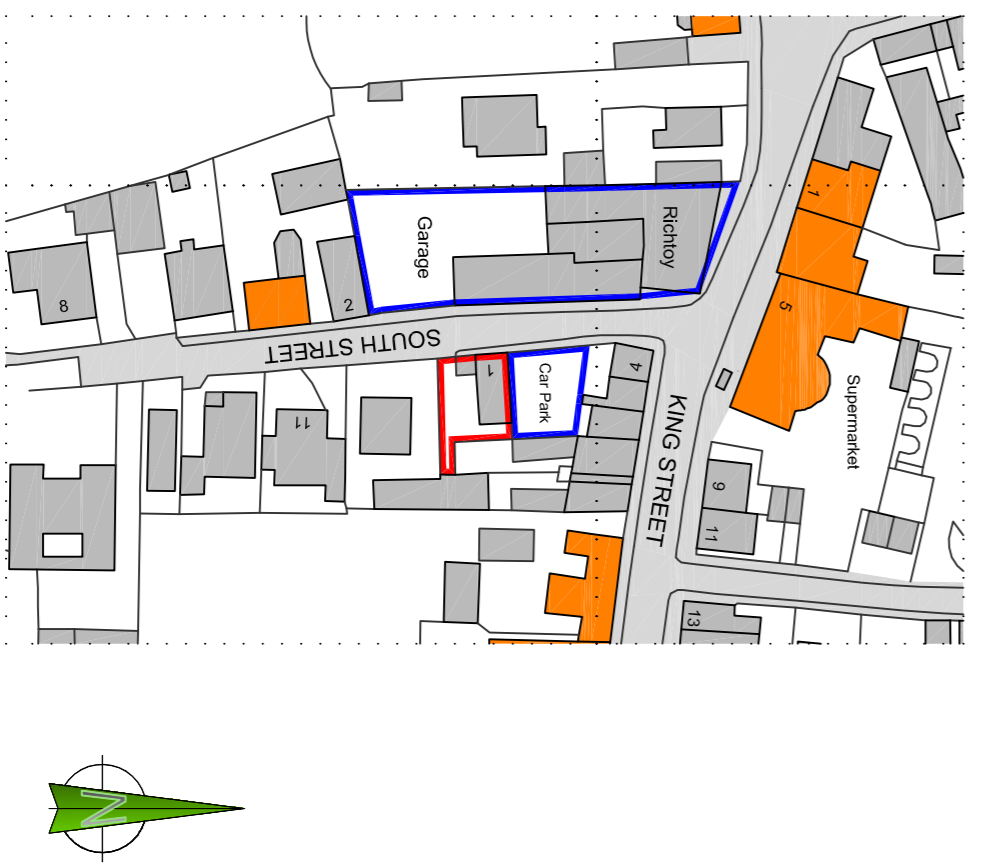 1
Garage
Richtoy
5
8
2
SOUTH STREET
1
Car Park
4
Supermarket
KING STREET
11
9
11
13
N